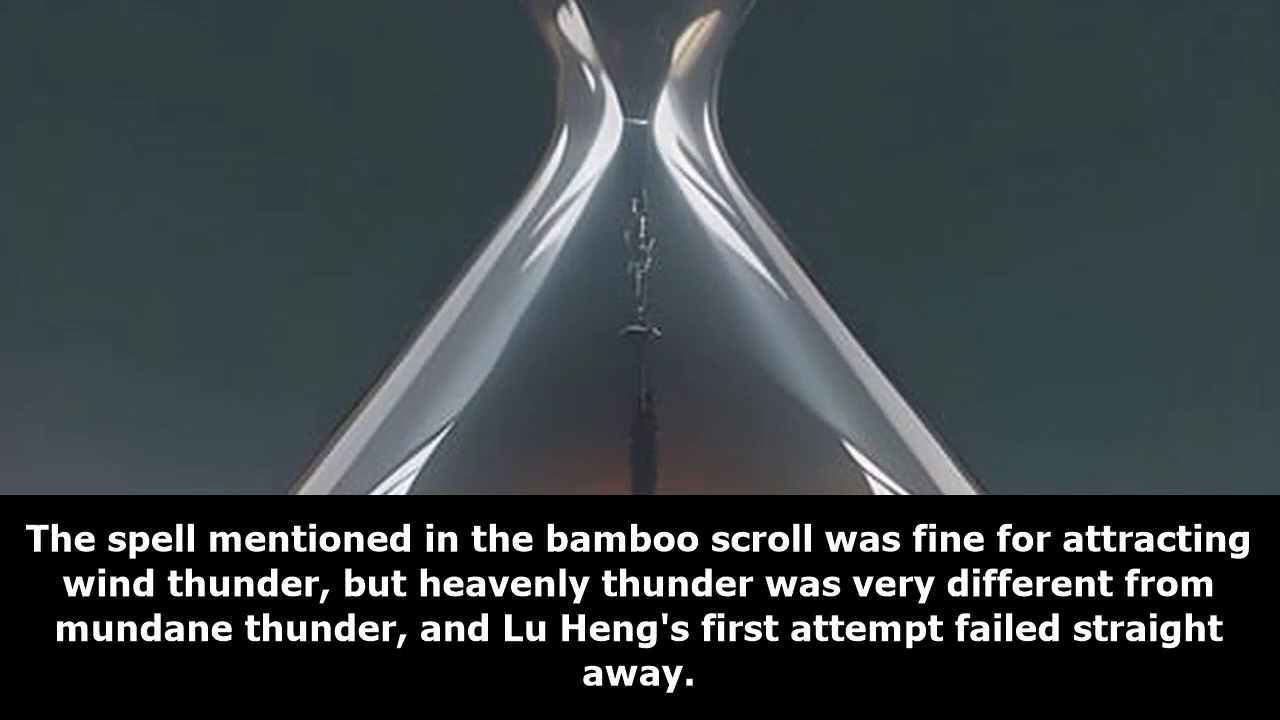 The spell mentioned in the bamboo scroll was fine for attracting
wind thunder, but heavenly thunder was very different from
mundane thunder, and Lu Heng's first attempt failed straight
away.